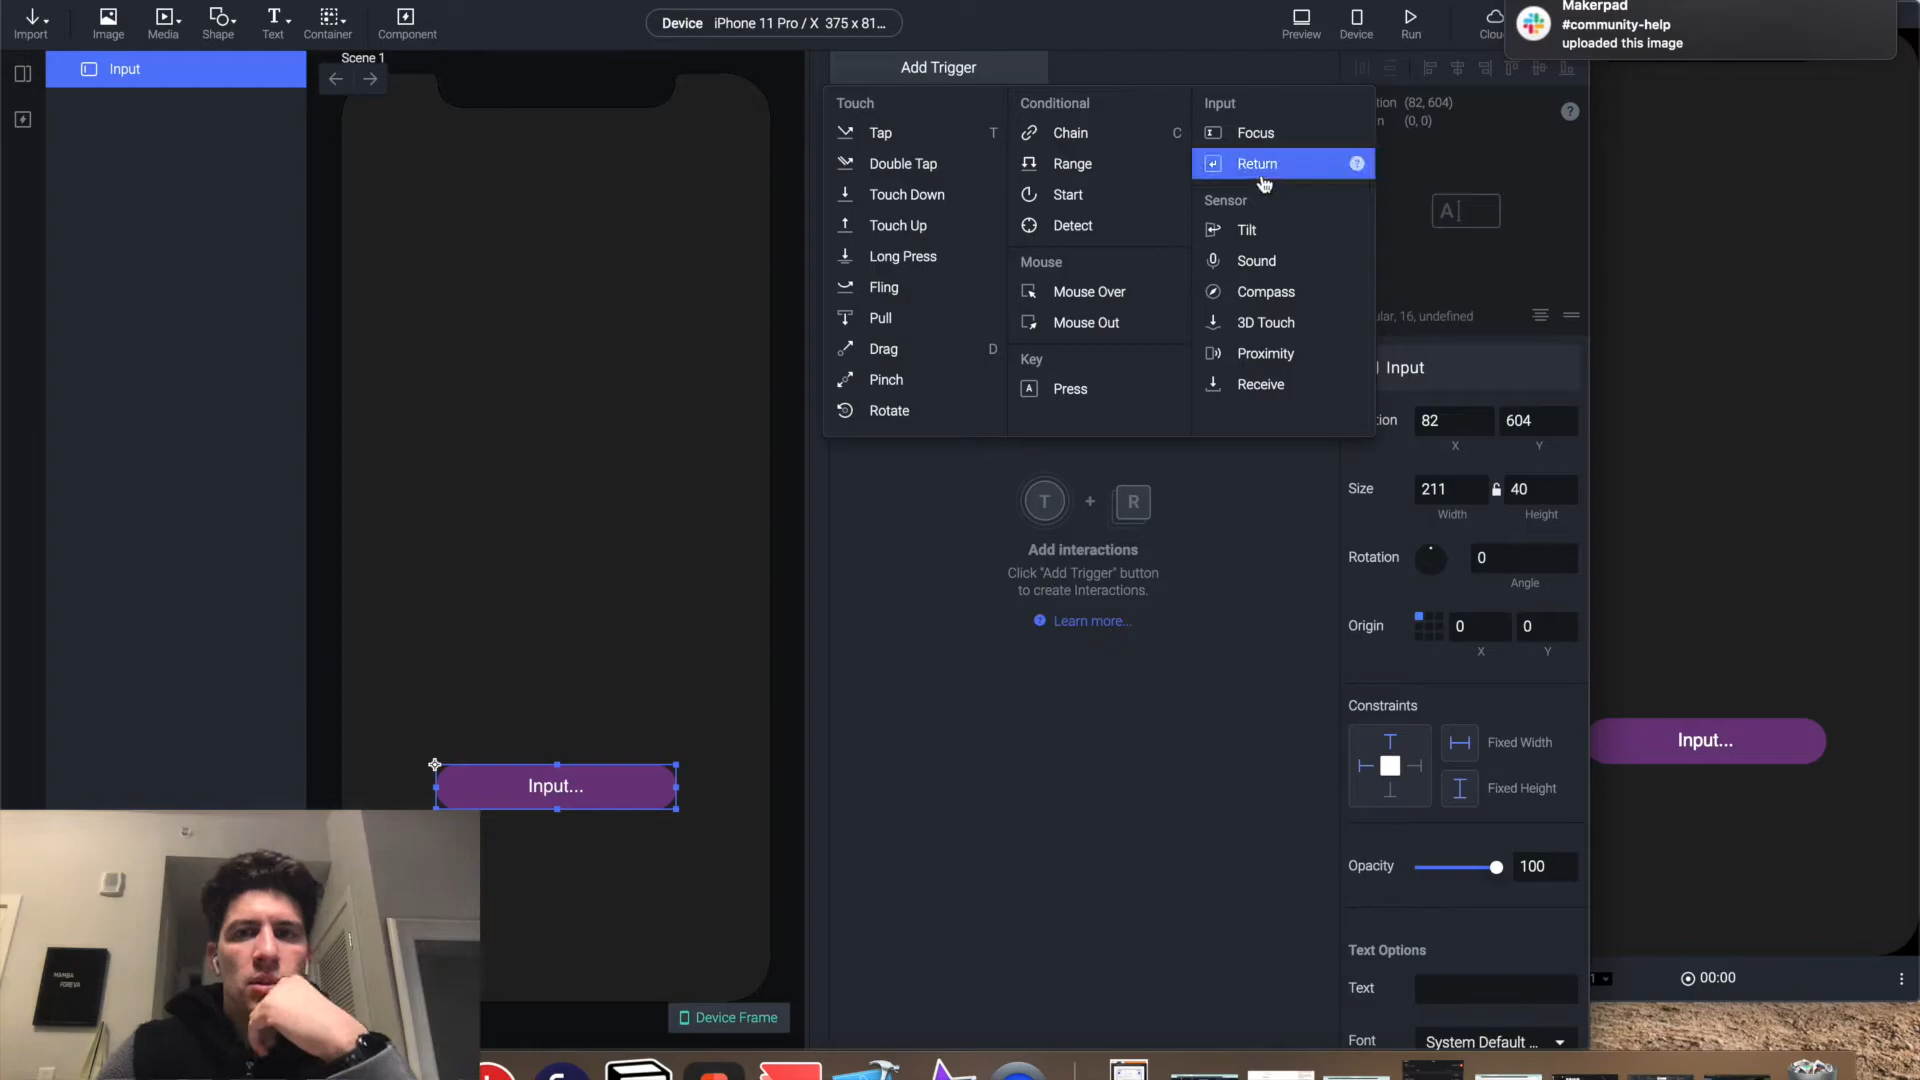 Import
Image
Media
Shape
Text
Container
Component
Device iPhone 11 Pro / X 375 x 81...
Preview
Device
Run
Makerpad
#community-help
uploaded this image
Input
Scene 1
Add Trigger
Touch
Tap T
Double Tap
Touch Down
Touch Up
Long Press
Fling
Pull
Drag D
Pinch
Rotate
Conditional
Chain C
Range
Start
Detect
Mouse
Mouse Over
Mouse Out
Key
A Press
Input
Focus
Return ?
Sensor
Tilt
Sound
Compass
3D Touch
Proximity
Receive
(82, 604)
(0, 0)
?
A
16, undefined
Input
82 604
X Y
Size 211 40
Width Height
Rotation 0
Angle
Origin 0 0
X Y
Constraints
Fixed Width
Fixed Height
Opacity 100
Text Options
Text
Font System Default ...
T + R
Add interactions
Click "Add Trigger" button
to create Interactions.
? Learn more...
Input...
Input...
Device Frame
00:00
MAMBA
FOREVA